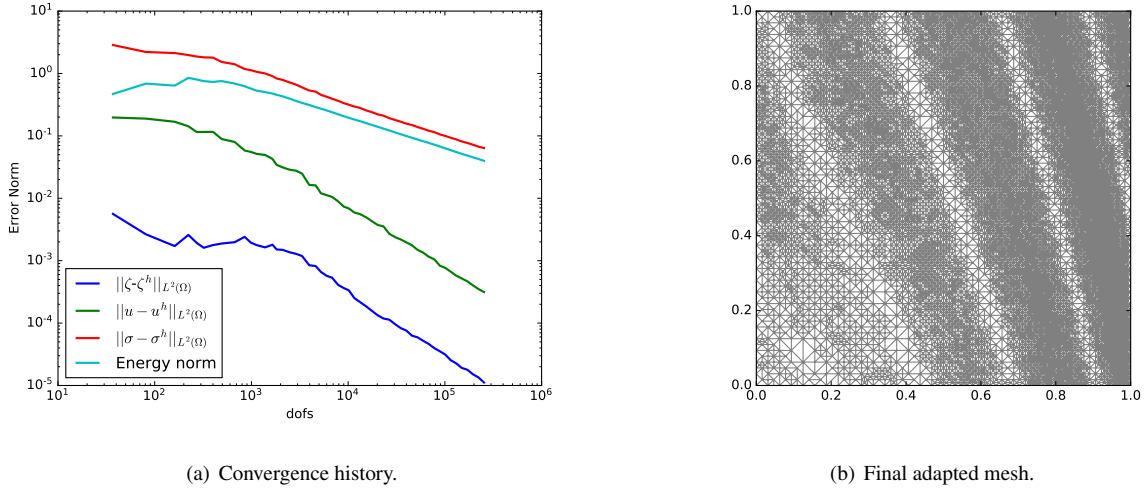 10^1
10^0
10^-1
10^-2
10^-3
10^-4
10^-5
Error Norm
||ζ-ζ^h||_{L^2(Ω)}
||u − u^h||_{L^2(Ω)}
||σ − σ^h||_{L^2(Ω)}
Energy norm
10^1 10^2 10^3 10^4 10^5 10^6
dofs
1.0
0.8
0.6
0.4
0.2
0.0
0.0 0.2 0.4 0.6 0.8 1.0
(a) Convergence history.
(b) Final adapted mesh.